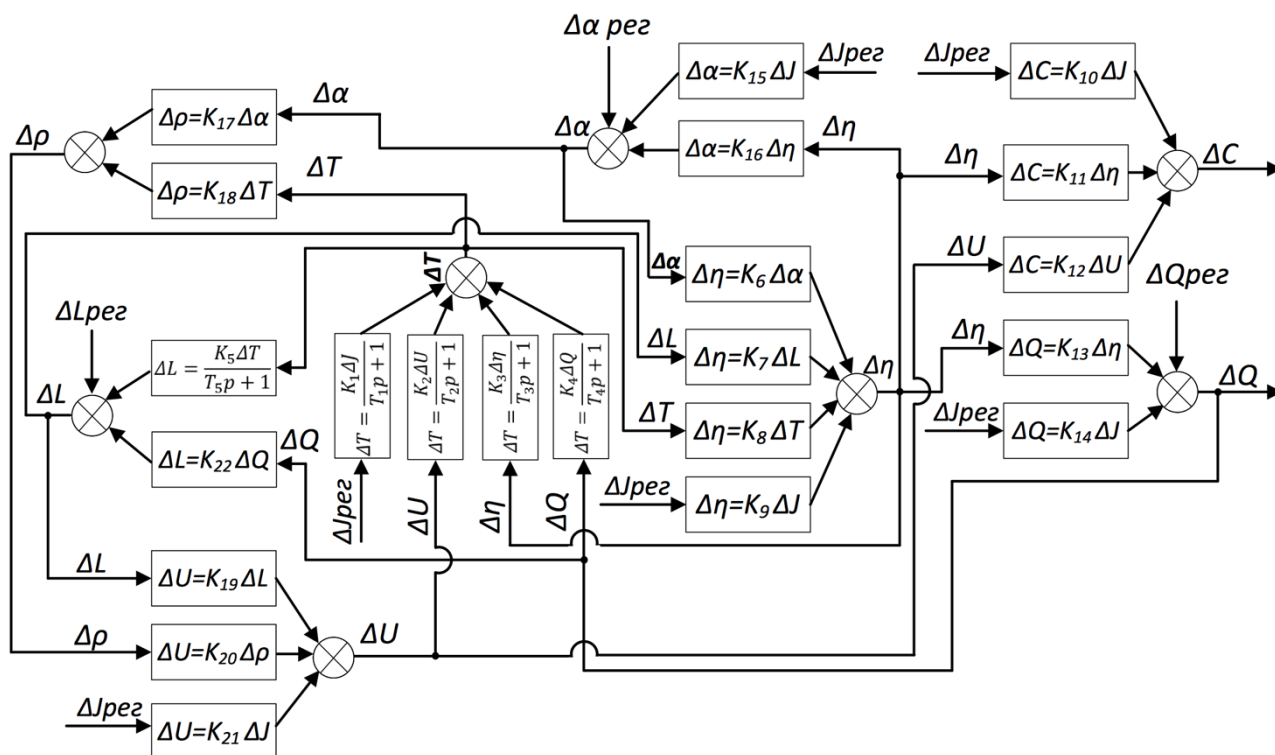 Δα рег
ΔJрег
Δα=K₁₅ΔJ
ΔJрег
ΔC=K₁₀ΔJ
Δρ=K₁₇Δα
Δα
Δα
Δα=K₁₆Δη
Δη
Δη
ΔC=K₁₁Δη
ΔC
Δρ
Δρ=K₁₈ΔT
ΔT
ΔU
ΔC=K₁₂ΔU
ΔT
Δα
Δη=K₆Δα
ΔQрег
ΔLрег
ΔL=K₅ΔT/T₅p+1
ΔL
Δη=K₇ΔL
Δη
Δη
ΔQ=K₁₃Δη
ΔQ
ΔL
ΔT=K₁ΔJ/T₁p+1
ΔT=K₂ΔU/T₂p+1
ΔT=K₃Δη/T₃p+1
ΔT=K₄ΔQ/T₄p+1
ΔT
Δη=K₈ΔT
ΔJрег
ΔQ=K₁₄ΔJ
ΔL=K₂₂ΔQ
ΔQ
ΔJрег
ΔU
Δη
ΔQ
ΔJрег
Δη=K₉ΔJ
ΔL
ΔU=K₁₉ΔL
Δρ
ΔU=K₂₀Δρ
ΔU
ΔJрег
ΔU=K₂₁ΔJ